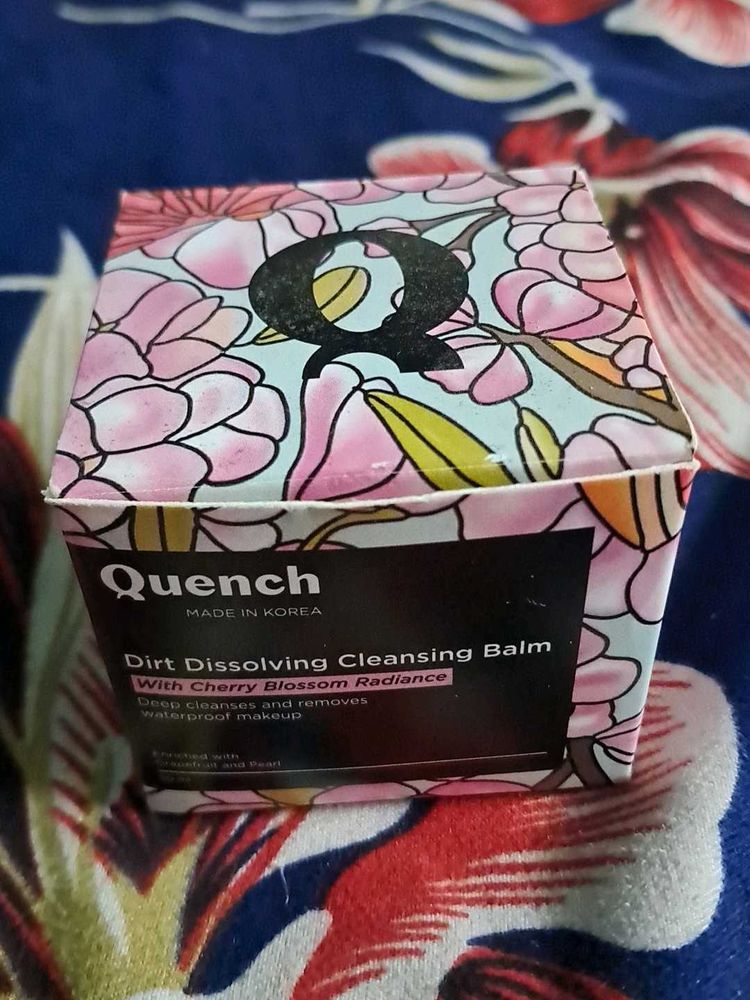 Q
Quench
MADE IN KOREA
Dirt Dissolving Cleansing Balm
With Cherry Blossom Radiance
Deep cleanses and removes
waterproof makeup
Enriched with
Grapefruit and Pearl